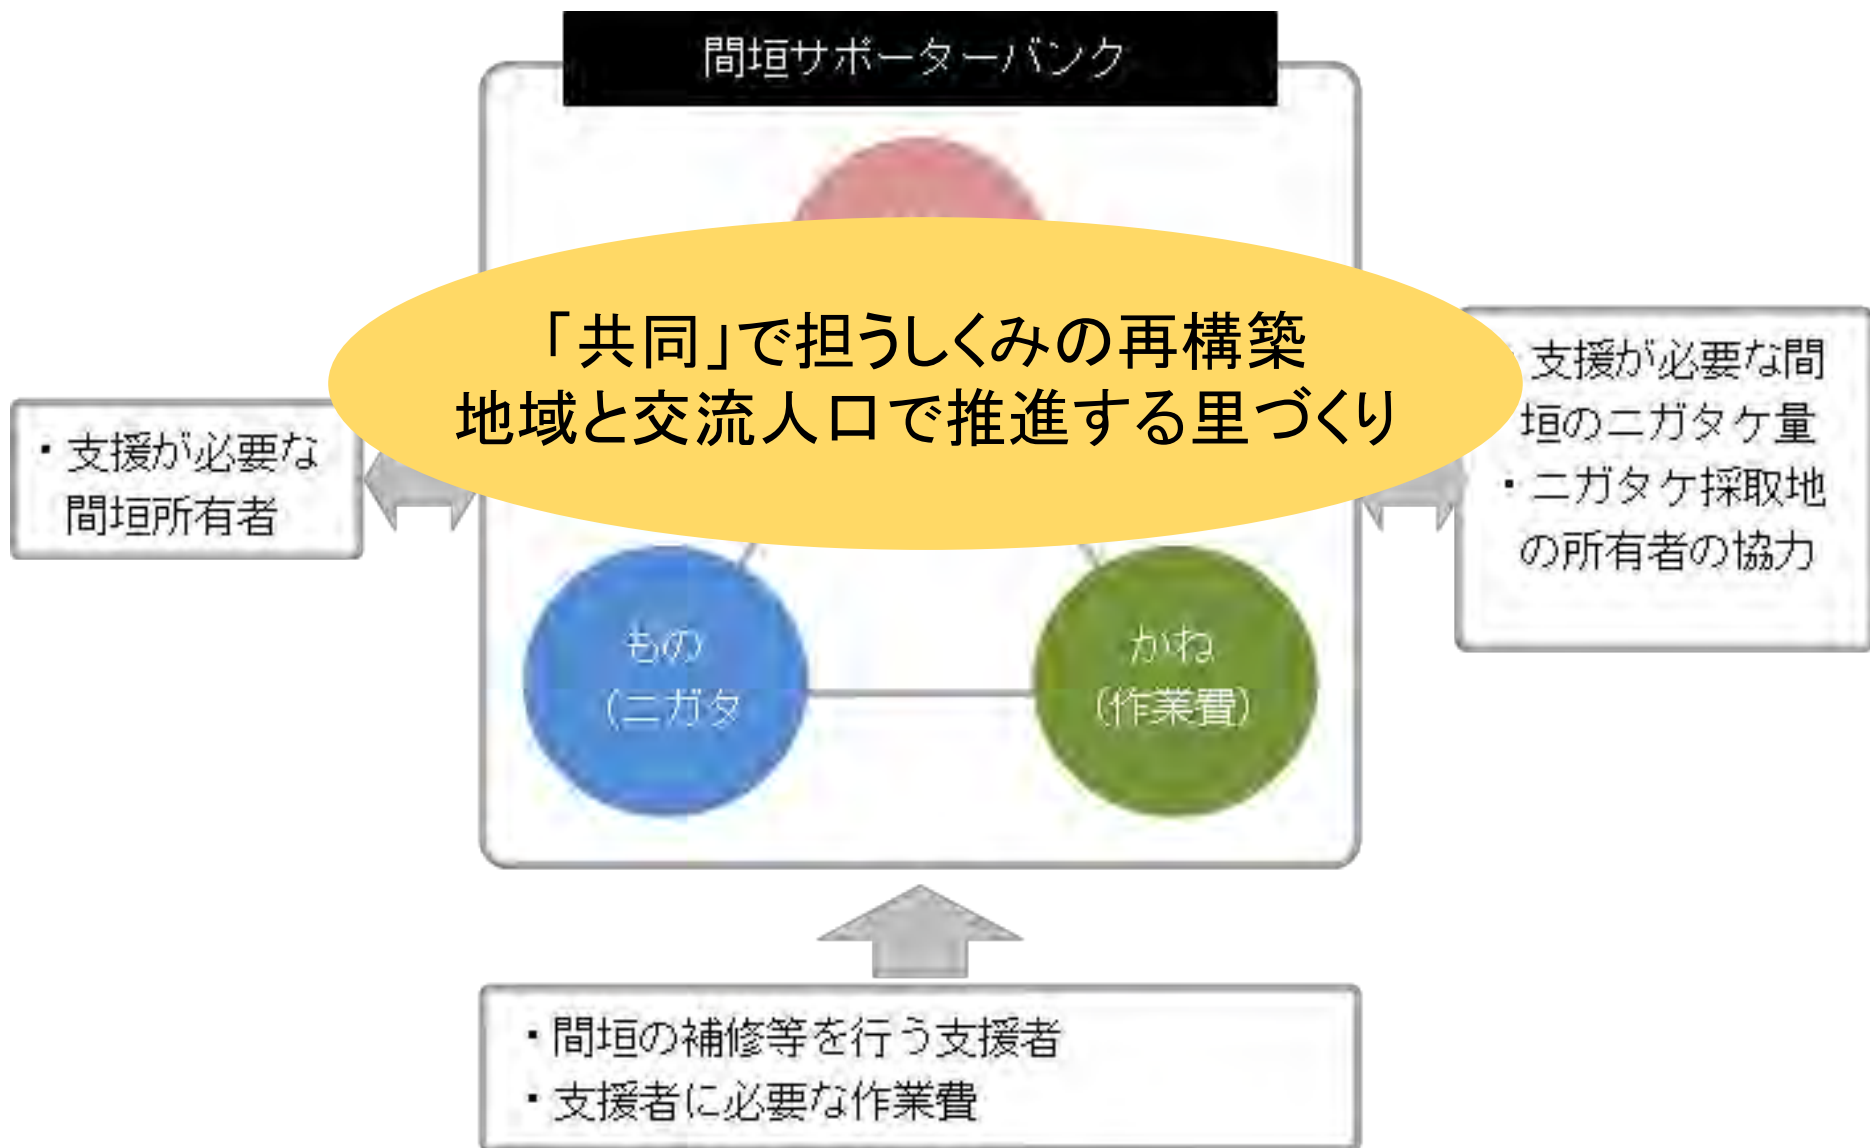 間垣サポーターバンク
「共同」で担うしくみの再構築
地域と交流人口で推進する里づくり
・支援が必要な
間垣所有者
・支援が必要な間
垣のニガタケ量
・ニガタケ採取地
の所有者の協力
もの
(ニガタ
かね
(作業費)
・間垣の補修等を行う支援者
・支援者に必要な作業費